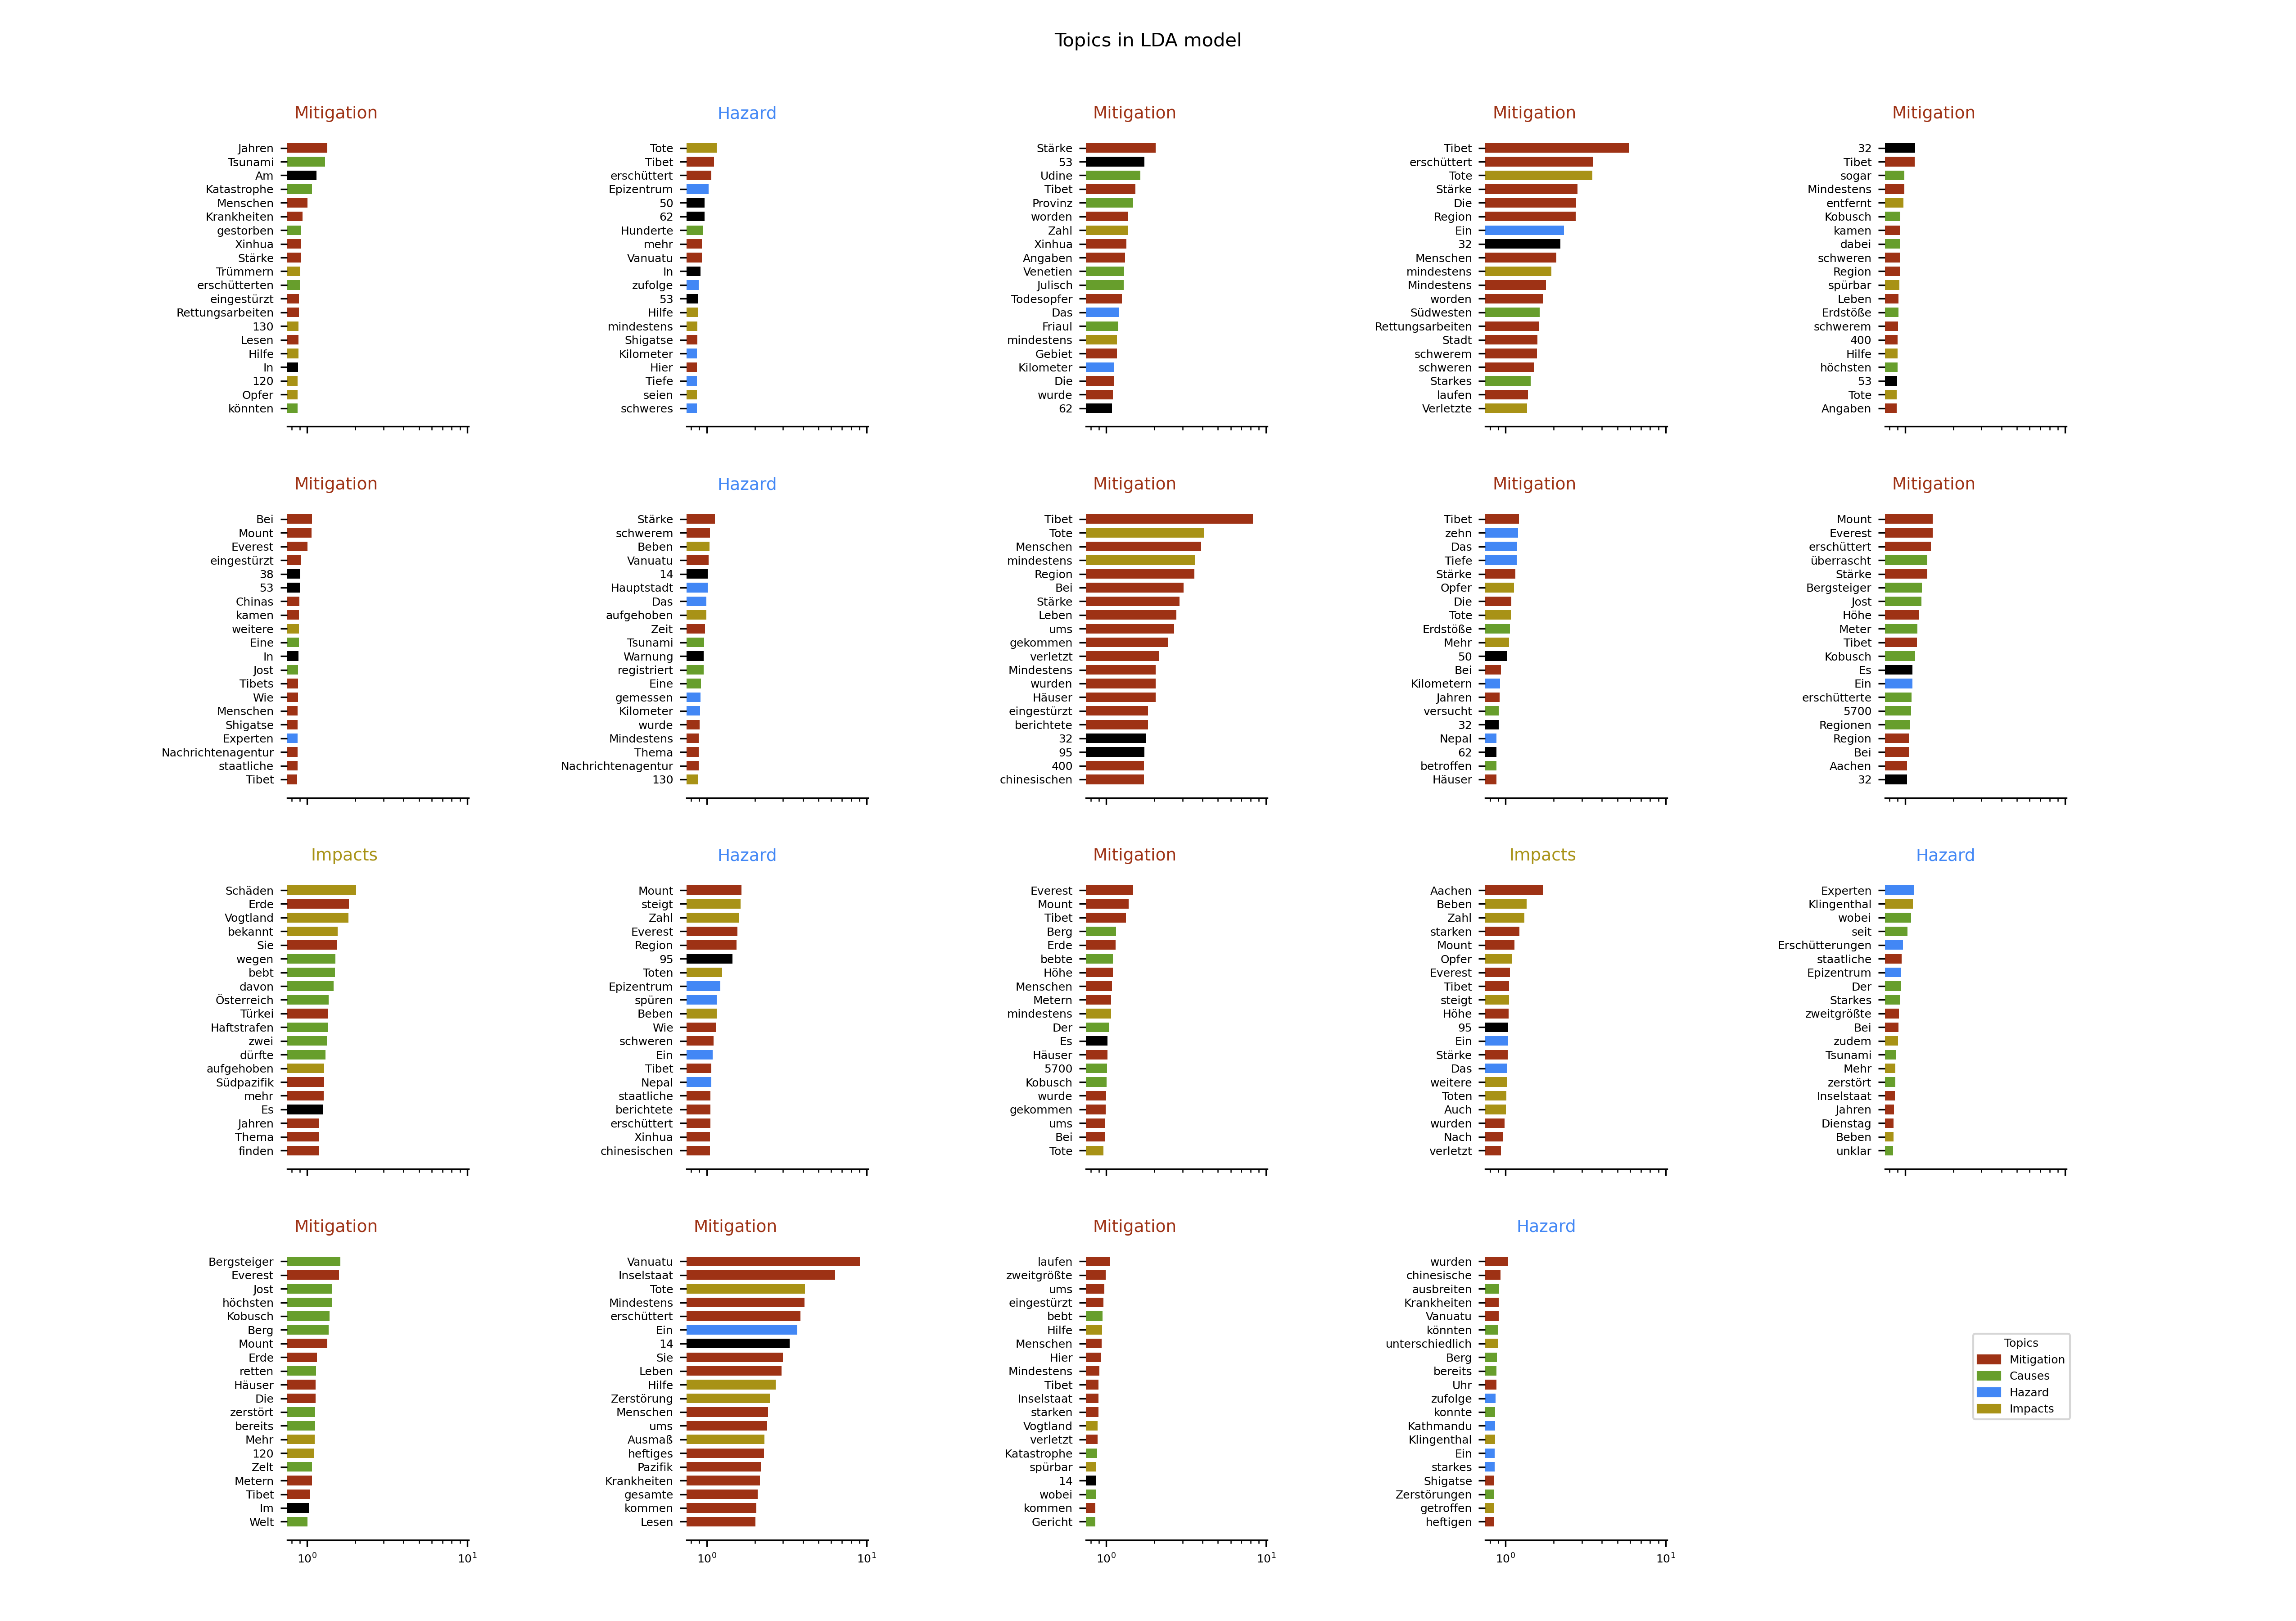 Topics in LDA model
Mitigation
Jahren
Tsunami
Am
Katastrophe
Menschen
Krankheiten
gestorben
Xinhua
Stärke
Trümmern
erschütterten
eingestürzt
Rettungsarbeiten
130
Lesen
Hilfe
In
120
Opfer
könnten
Hazard
Tote
Tibet
erschüttert
Epizentrum
50
62
Hunderte
mehr
Vanuatu
In
zufolge
53
Hilfe
mindestens
Shigatse
Kilometer
Hier
Tiefe
seien
schweres
Mitigation
Stärke
53
Udine
Tibet
Provinz
worden
Zahl
Xinhua
Angaben
Venetien
Julisch
Todesopfer
Das
Friaul
mindestens
Gebiet
Kilometer
Die
wurde
62
Mitigation
Tibet
erschüttert
Tote
Stärke
Die
Region
Ein
32
Menschen
mindestens
Mindestens
worden
Südwesten
Rettungsarbeiten
Stadt
schwerem
schweren
Starkes
laufen
Verletzte
Mitigation
32
Tibet
sogar
Mindestens
entfernt
Kobusch
kamen
dabei
schweren
Region
spürbar
Leben
Erdstöße
schwerem
400
Hilfe
höchsten
53
Tote
Angaben
Mitigation
Bei
Mount
Everest
eingestürzt
38
53
Chinas
kamen
weitere
Eine
In
Jost
Tibets
Wie
Menschen
Shigatse
Experten
Nachrichtenagentur
staatliche
Tibet
Hazard
Stärke
schwerem
Beben
Vanuatu
14
Hauptstadt
Das
aufgehoben
Zeit
Tsunami
Warnung
registriert
Eine
gemessen
Kilometer
wurde
Mindestens
Thema
Nachrichtenagentur
130
Mitigation
Tibet
Tote
Menschen
mindestens
Region
Bei
Stärke
Leben
ums
gekommen
verletzt
Mindestens
wurden
Häuser
eingestürzt
berichtete
32
95
400
chinesischen
Mitigation
Tibet
zehn
Das
Tiefe
Stärke
Opfer
Die
Tote
Erdstöße
Mehr
50
Bei
Kilometern
Jahren
versucht
32
Nepal
62
betroffen
Häuser
Mitigation
Mount
Everest
erschüttert
überrascht
Stärke
Bergsteiger
Jost
Höhe
Meter
Tibet
Kobusch
Es
Ein
erschütterte
5700
Regionen
Region
Bei
Aachen
32
Impacts
Schäden
Erde
Vogtland
bekannt
Sie
wegen
bebt
davon
Österreich
Türkei
Haftstrafen
zwei
dürfte
aufgehoben
Südpazifik
mehr
Es
Jahren
Thema
finden
Hazard
Mount
steigt
Zahl
Everest
Region
95
Toten
Epizentrum
spüren
Beben
Wie
schweren
Ein
Tibet
Nepal
staatliche
berichtete
erschüttert
Xinhua
chinesischen
Mitigation
Everest
Mount
Tibet
Berg
Erde
bebte
Höhe
Menschen
Metern
mindestens
Der
Es
Häuser
5700
Kobusch
wurde
gekommen
ums
Bei
Tote
Impacts
Aachen
Beben
Zahl
starken
Mount
Opfer
Everest
Tibet
steigt
Höhe
95
Ein
Stärke
Das
weitere
Toten
Auch
wurden
Nach
verletzt
Hazard
Experten
Klingenthal
wobei
seit
Erschütterungen
staatliche
Epizentrum
Der
Starkes
zweitgrößte
Bei
zudem
Tsunami
Mehr
zerstört
Inselstaat
Jahren
Dienstag
Beben
unklar
Mitigation
Bergsteiger
Everest
Jost
höchsten
Kobusch
Berg
Mount
Erde
retten
Häuser
Die
zerstört
bereits
Mehr
120
Zelt
Metern
Tibet
Im
Welt
10⁰ 10¹
Mitigation
Vanuatu
Inselstaat
Tote
Mindestens
erschüttert
Ein
14
Sie
Leben
Hilfe
Zerstörung
Menschen
ums
Ausmaß
heftiges
Pazifik
Krankheiten
gesamte
kommen
Lesen
10⁰ 10¹
Mitigation
laufen
zweitgrößte
ums
eingestürzt
bebt
Hilfe
Menschen
Hier
Mindestens
Tibet
Inselstaat
starken
Vogtland
verletzt
Katastrophe
spürbar
14
wobei
kommen
Gericht
10⁰ 10¹
Hazard
wurden
chinesische
ausbreiten
Krankheiten
Vanuatu
könnten
unterschiedlich
Berg
bereits
Uhr
zufolge
konnte
Kathmandu
Klingenthal
Ein
starkes
Shigatse
Zerstörungen
getroffen
heftigen
10⁰ 10¹
Topics
Mitigation
Causes
Hazard
Impacts